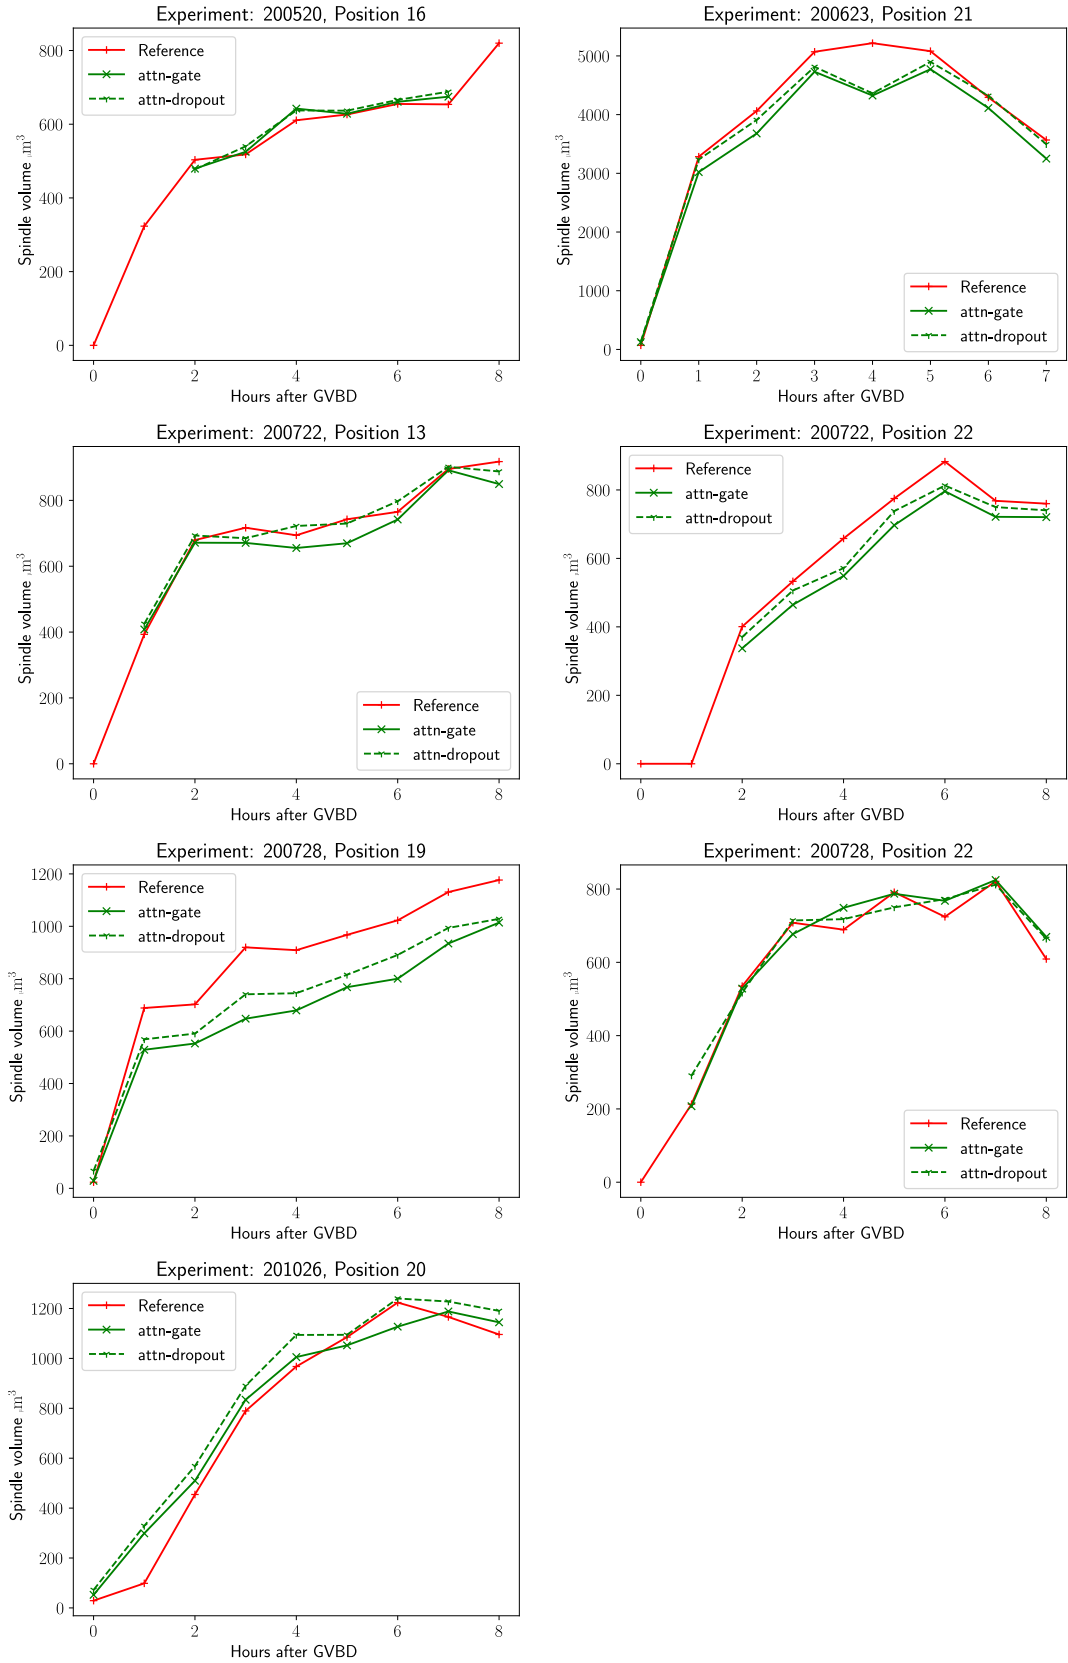 Experiment: 200520, Position 16
800
600
400
200
0
Spindle volume ,m³
Reference
attn-gate
attn-dropout
0 2 4 6 8
Hours after GVBD
Experiment: 200623, Position 21
5000
4000
3000
2000
1000
0
Spindle volume ,m³
Reference
attn-gate
attn-dropout
0 1 2 3 4 5 6 7
Hours after GVBD
Experiment: 200722, Position 13
800
600
400
200
0
Spindle volume ,m³
Reference
attn-gate
attn-dropout
0 2 4 6 8
Hours after GVBD
Experiment: 200722, Position 22
800
600
400
200
0
Spindle volume ,m³
Reference
attn-gate
attn-dropout
0 2 4 6 8
Hours after GVBD
Experiment: 200728, Position 19
1200
1000
800
600
400
200
0
Spindle volume ,m³
Reference
attn-gate
attn-dropout
0 2 4 6 8
Hours after GVBD
Experiment: 200728, Position 22
800
600
400
200
0
Spindle volume ,m³
Reference
attn-gate
attn-dropout
0 2 4 6 8
Hours after GVBD
Experiment: 201026, Position 20
1200
1000
800
600
400
200
0
Spindle volume ,m³
Reference
attn-gate
attn-dropout
0 2 4 6 8
Hours after GVBD